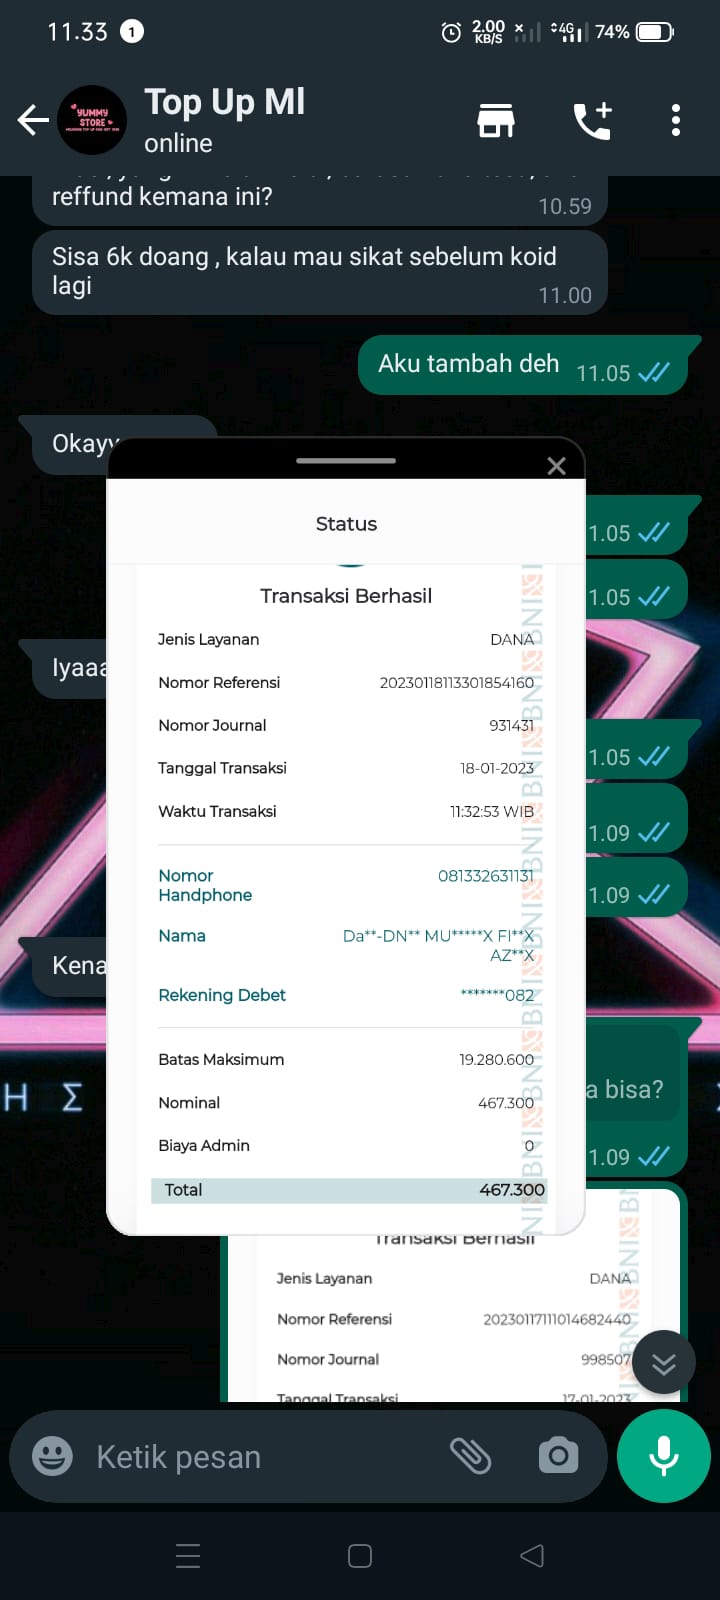 11.33 1 2.00 KB/S 4G 74%
YUMMY
STORE
Top Up Ml
online
reffund kemana ini?
10.59
Sisa 6k doang , kalau mau sikat sebelum koid
lagi
11.00
Aku tambah deh 11.05
Okayy
1.05
1.05
Iyaaa
1.05
1.09
1.09
Kena
a bisa?
1.09
Status
Transaksi Berhasil
Jenis Layanan DANA
Nomor Referensi 20230118113301854160
Nomor Journal 931431
Tanggal Transaksi 18-01-2023
Waktu Transaksi 11:32:53 WIB
Nomor 081332631131
Handphone
Nama Da**-DN** MU*****X FI**X
AZ**X
Rekening Debet *******082
Batas Maksimum 19.280.600
Nominal 467.300
Biaya Admin 0
Total 467.300
BNI BNI BNI BNI BNI BNI
H Σ
Transaksi Berhasil
Jenis Layanan DANA
Nomor Referensi 20230117111014682440
Nomor Journal 998507
Tanggal Transaksi 17-01-2023
BNI BNI
Ketik pesan